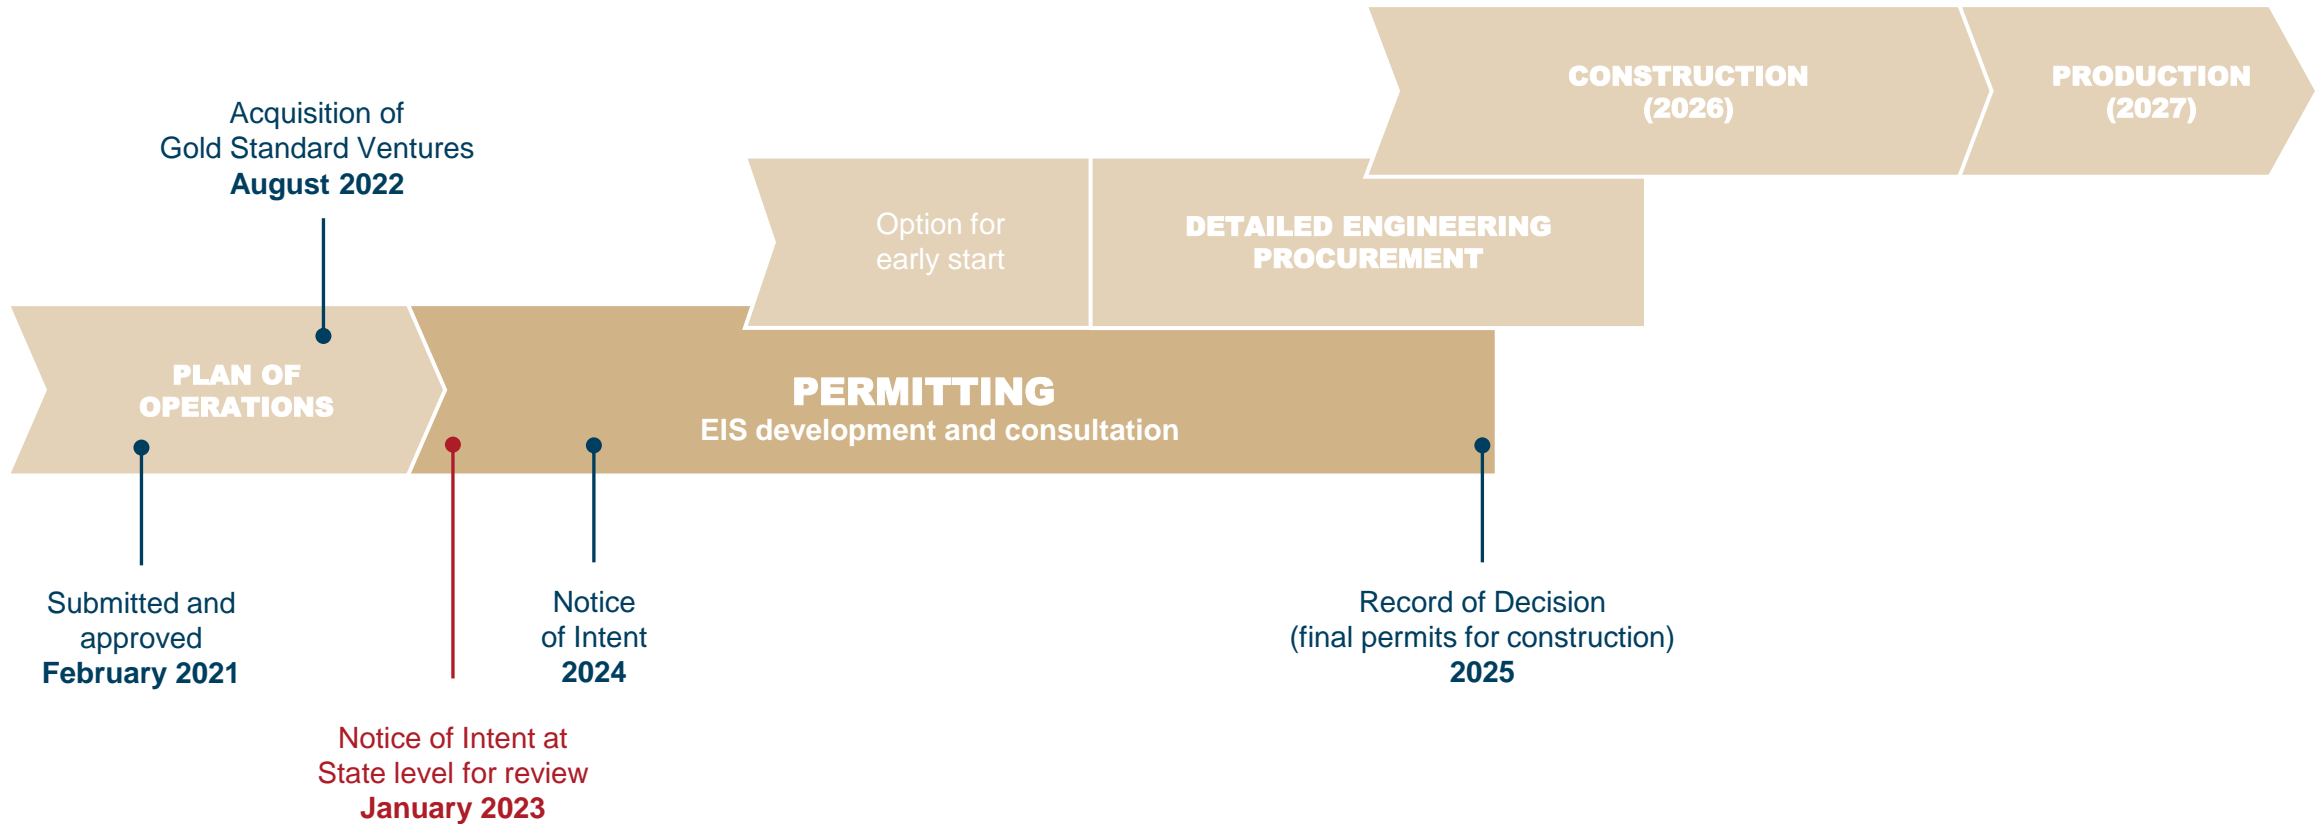 CONSTRUCTION
(2026)
PRODUCTION
(2027)
Acquisition of
Gold Standard Ventures
August 2022
Option for
early start
DETAILED ENGINEERING
PROCUREMENT
PLAN OF
OPERATIONS
PERMITTING
EIS development and consultation
Submitted and
approved
February 2021
Notice
of Intent
2024
Record of Decision
(final permits for construction)
2025
Notice of Intent at
State level for review
January 2023